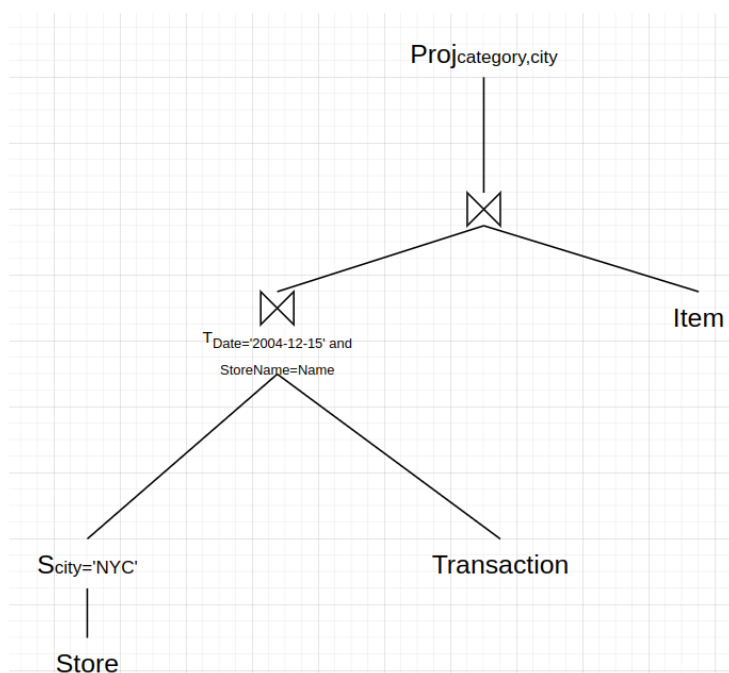 Projcategory,city
Item
TDate='2004-12-15' and
StoreName=Name
Scity='NYC'
Transaction
Store